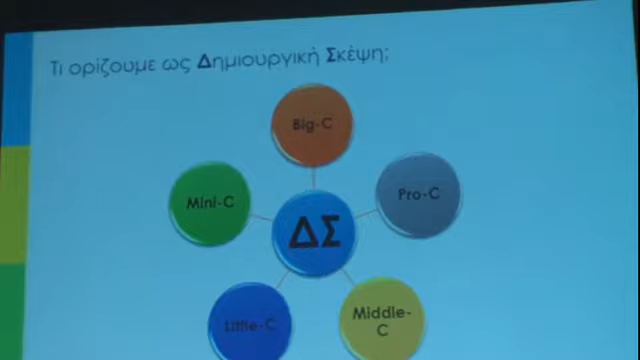 Τι ορίζουμε ως Δημιουργική Σκέψη;
Big-C
Mini-C
Pro-C
ΔΣ
Little-C
Middle-
C